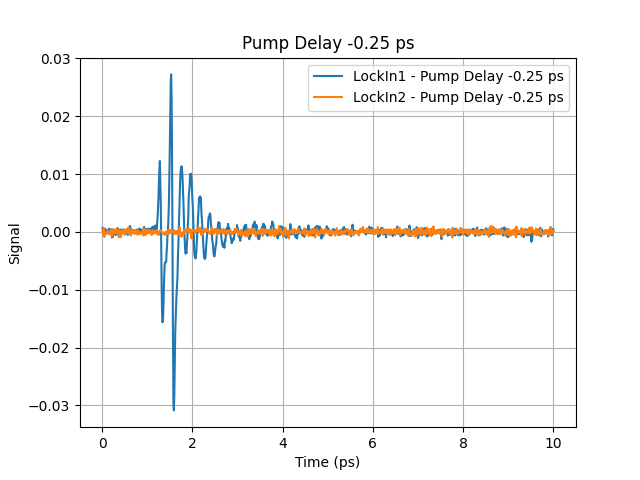 Pump Delay -0.25 ps
LockIn1 - Pump Delay -0.25 ps
LockIn2 - Pump Delay -0.25 ps
0.03
0.02
0.01
0.00
−0.01
−0.02
−0.03
Signal
0 2 4 6 8 10
Time (ps)